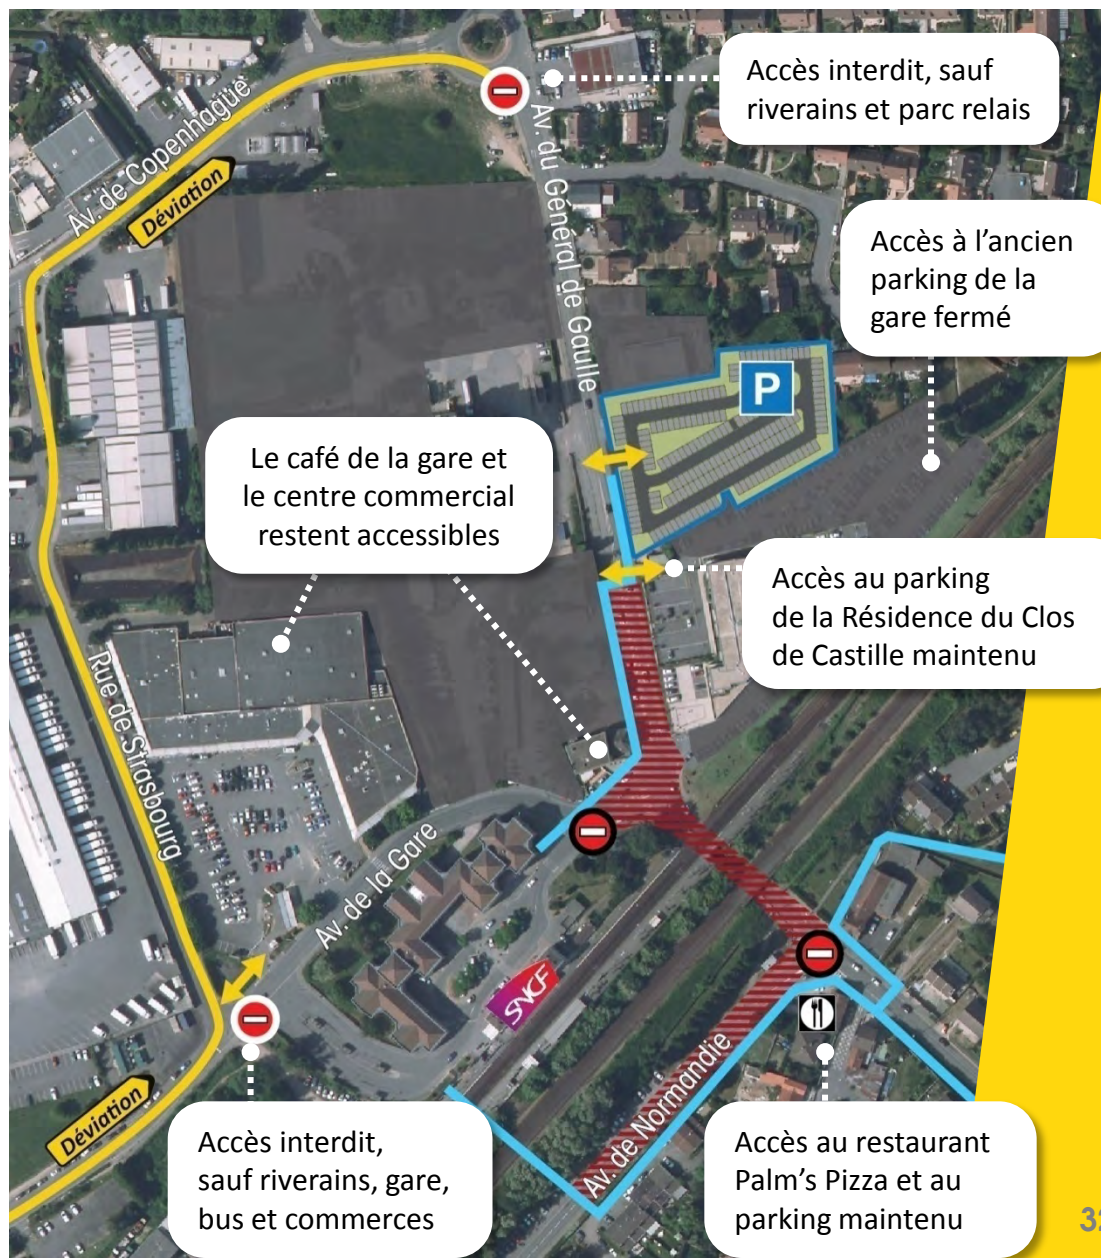 Accès interdit, sauf
riverains et parc relais
Av. de Copenhague
Déviation
Av. du Général de Gaulle
Accès à l’ancien
parking de la
gare fermé
P
Le café de la gare et
le centre commercial
restent accessibles
Accès au parking
de la Résidence du Clos
de Castille maintenu
Rue de Strasbourg
Av. de la Gare
SNCF
Av. de Normandie
Déviation
Accès interdit,
sauf riverains, gare,
bus et commerces
Accès au restaurant
Palm’s Pizza et au
parking maintenu